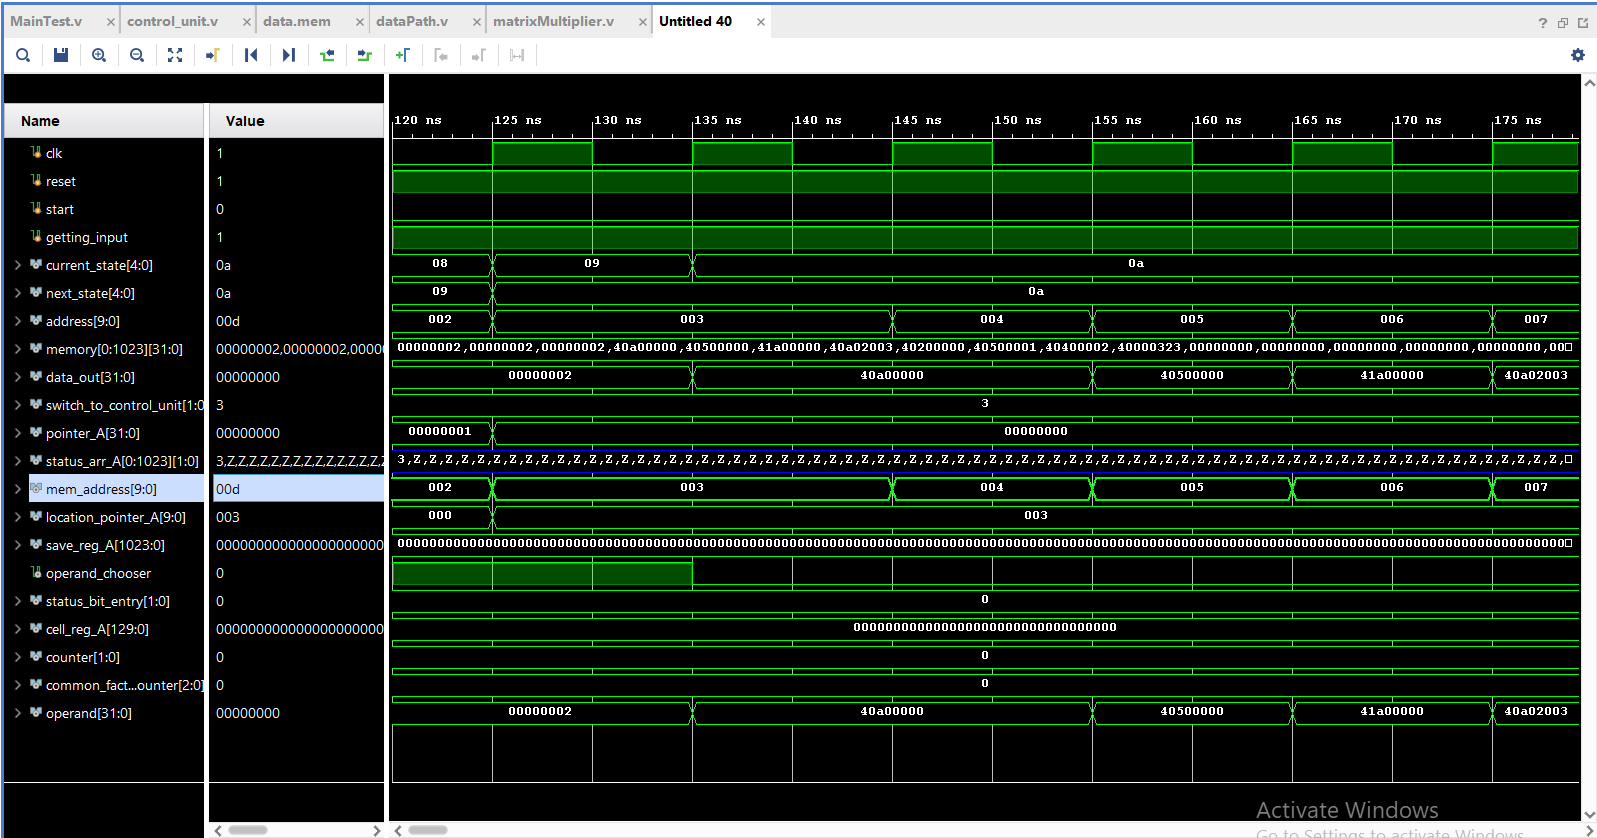 MainTest.v × control_unit.v × data.mem × dataPath.v × matrixMultiplier.v × Untitled 40 ×
Name Value 120 ns 125 ns 130 ns 135 ns 140 ns 145 ns 150 ns 155 ns 160 ns 165 ns 170 ns 175 ns
clk 1
reset 1
start 0
getting_input 1
current_state[4:0] 0a 08 09 0a
next_state[4:0] 0a 09 0a
address[9:0] 00d 002 003 004 005 006 007
memory[0:1023][31:0] 00000002,00000002,0000 00000002,00000002,00000002,40a00000,40500000,41a00000,40a02003,40200000,40500001,40400002,40000323,00000000,00000000,00000000,00000000,00000000,00
data_out[31:0] 00000000 00000002 40a00000 40500000 41a00000 40a02003
switch_to_control_unit[1:0 3 3
pointer_A[31:0] 00000000 00000001 00000000
status_arr_A[0:1023][1:0] 3,Z,Z,Z,Z,Z,Z,Z,Z,Z,Z,Z,Z,Z,Z,Z 3,Z,Z,Z,Z,Z,Z,Z,Z,Z,Z,Z,Z,Z,Z,Z,Z,Z,Z,Z,Z,Z,Z,Z,Z,Z,Z,Z,Z,Z,Z,Z,Z,Z,Z,Z,Z,Z,Z,Z,Z,Z,Z,Z,Z,Z,Z,Z,Z,Z,Z,Z,Z,Z,Z,Z,Z,Z,Z,Z,Z,Z,Z,Z,Z,Z,Z,Z,Z,
mem_address[9:0] 00d 002 003 004 005 006 007
location_pointer_A[9:0] 003 000 003
save_reg_A[1023:0] 000000000000000000000 000000000000000000000000000000000000000000000000000000000000000000000000000000000000000000000000000000000000000000000000000000000000000000000000000000000
operand_chooser 0
status_bit_entry[1:0] 0 0
cell_reg_A[129:0] 000000000000000000000 000000000000000000000000000000000
counter[1:0] 0 0
common_fact...ounter[2:0] 0 0
operand[31:0] 00000000 00000002 40a00000 40500000 41a00000 40a02003
Activate Windows
Go to Settings to activate Windows